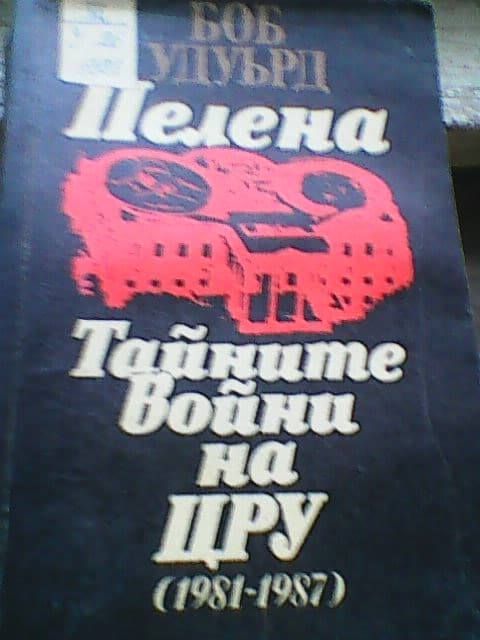 БОБ
УДУЪРД
Пелена
Тайните
войни
на
ЦРУ
(1981-1987)